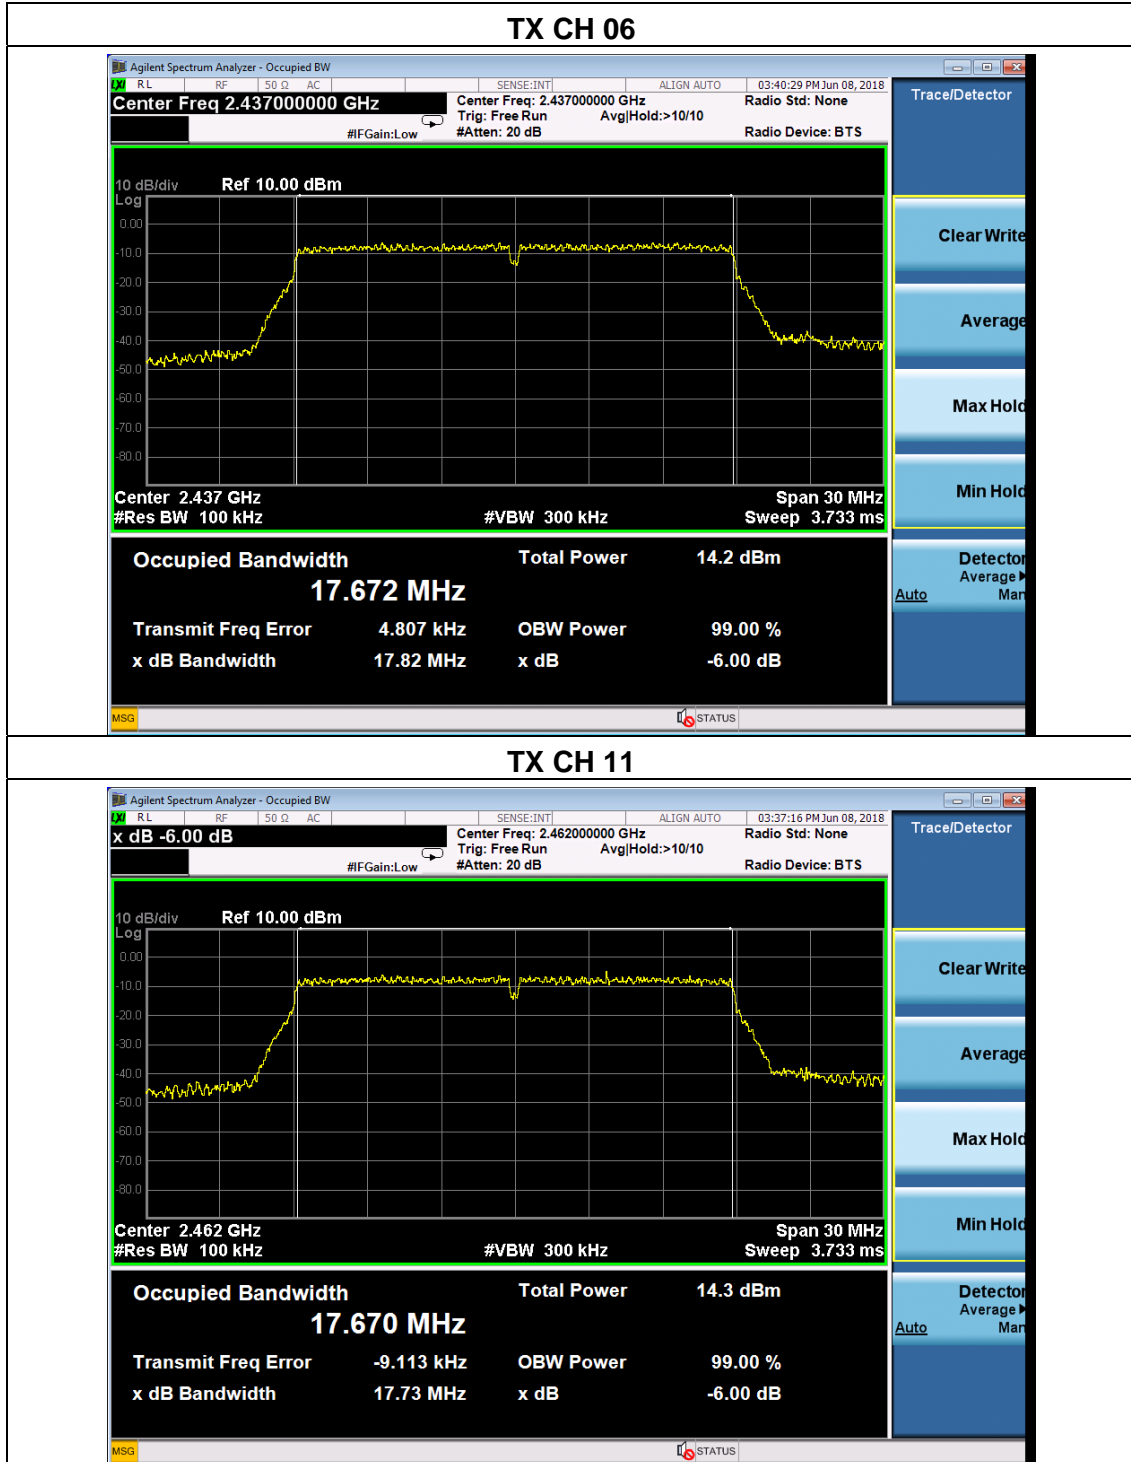 TX CH 06
Agilent Spectrum Analyzer - Occupied BW
LXI RL RF 50 Ω AC SENSE:INT ALIGN AUTO 03:40:29 PM Jun 08, 2018
Center Freq 2.437000000 GHz
Center Freq: 2.437000000 GHz Radio Std: None
Trig: Free Run Avg|Hold:>10/10
#IFGain:Low #Atten: 20 dB Radio Device: BTS
Trace/Detector
10 dB/div Ref 10.00 dBm
Log
0.00
-10.0
-20.0
-30.0
-40.0
-50.0
-60.0
-70.0
-80.0
Clear Write
Average
Max Hold
Min Hold
Center 2.437 GHz Span 30 MHz
#Res BW 100 kHz #VBW 300 kHz Sweep 3.733 ms
Occupied Bandwidth Total Power 14.2 dBm
17.672 MHz
Transmit Freq Error 4.807 kHz OBW Power 99.00 %
x dB Bandwidth 17.82 MHz x dB -6.00 dB
Detector
Average
Auto Man
MSG STATUS
TX CH 11
Agilent Spectrum Analyzer - Occupied BW
LXI RL RF 50 Ω AC SENSE:INT ALIGN AUTO 03:37:16 PM Jun 08, 2018
x dB -6.00 dB
Center Freq: 2.462000000 GHz Radio Std: None
Trig: Free Run Avg|Hold:>10/10
#IFGain:Low #Atten: 20 dB Radio Device: BTS
Trace/Detector
10 dB/div Ref 10.00 dBm
Log
0.00
-10.0
-20.0
-30.0
-40.0
-50.0
-60.0
-70.0
-80.0
Clear Write
Average
Max Hold
Min Hold
Center 2.462 GHz Span 30 MHz
#Res BW 100 kHz #VBW 300 kHz Sweep 3.733 ms
Occupied Bandwidth Total Power 14.3 dBm
17.670 MHz
Transmit Freq Error -9.113 kHz OBW Power 99.00 %
x dB Bandwidth 17.73 MHz x dB -6.00 dB
Detector
Average
Auto Man
MSG STATUS